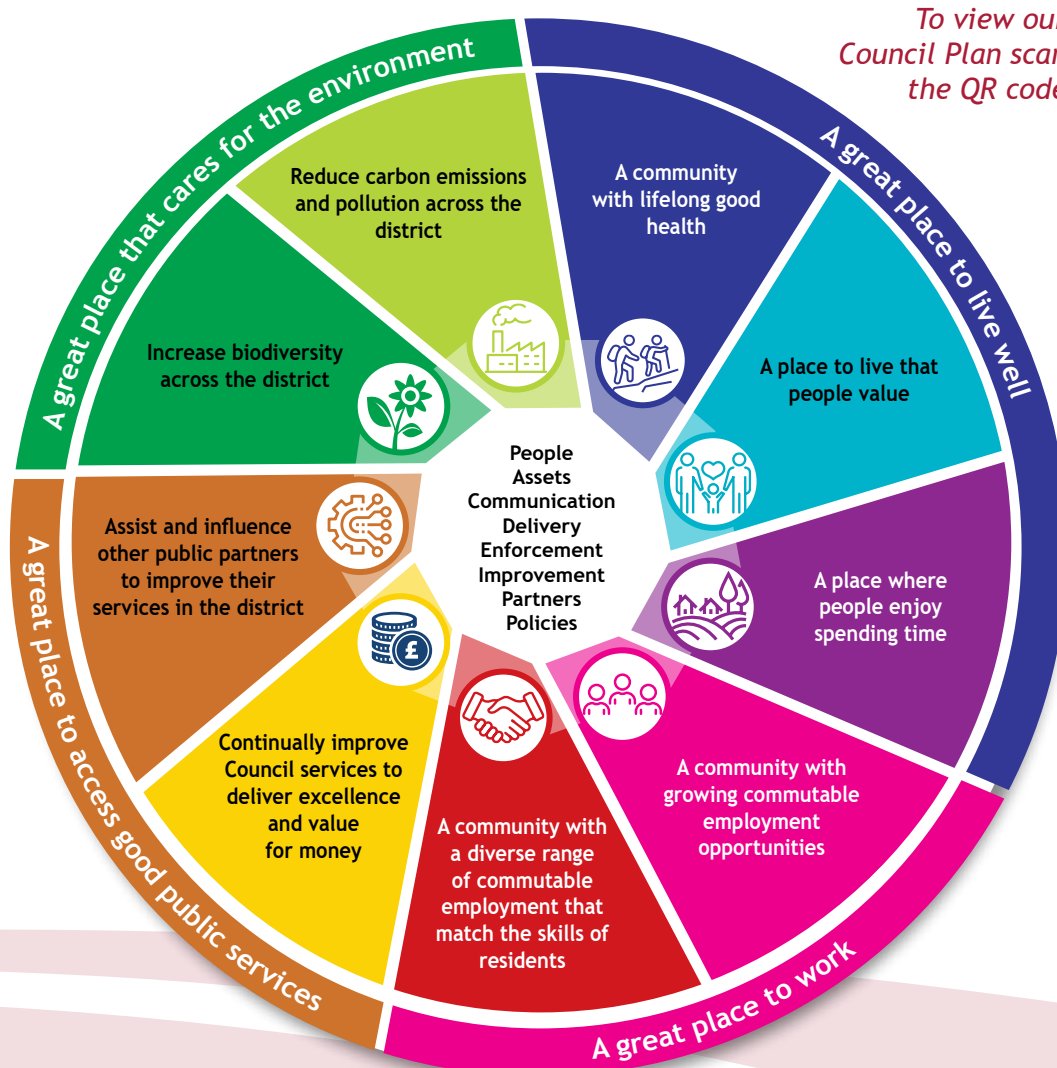 To view our
Council Plan scan
the QR code
A great place that cares for the environment
Reduce carbon emissions
and pollution across the
district
Increase biodiversity
across the district
A great place to live well
A community
with lifelong good
health
A place to live that
people value
A place where
people enjoy
spending time
People
Assets
Communication
Delivery
Enforcement
Improvement
Partners
Policies
A great place to access good public services
Assist and influence
other public partners
to improve their
services in the district
£
Continually improve
Council services to
deliver excellence
and value
for money
A great place to work
A community with
a diverse range
of commutable
employment that
match the skills of
residents
A community with
growing commutable
employment
opportunities